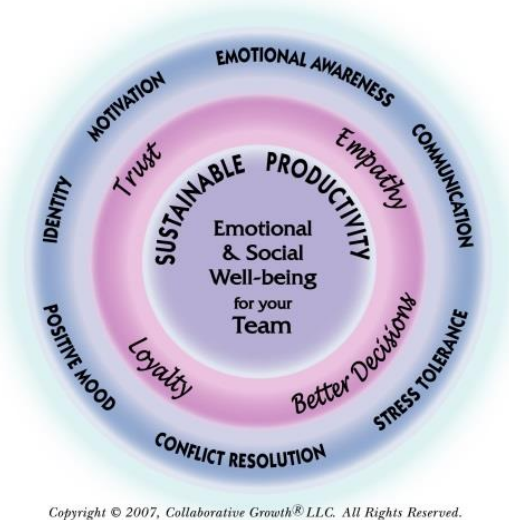 EMOTIONAL AWARENESS
COMMUNICATION
STRESS TOLERANCE
CONFLICT RESOLUTION
POSITIVE MOOD
IDENTITY
MOTIVATION
Trust
Empathy
Better Decisions
Loyalty
SUSTAINABLE PRODUCTIVITY
Emotional
& Social
Well-being
for your
Team
Copyright © 2007, Collaborative Growth® LLC. All Rights Reserved.